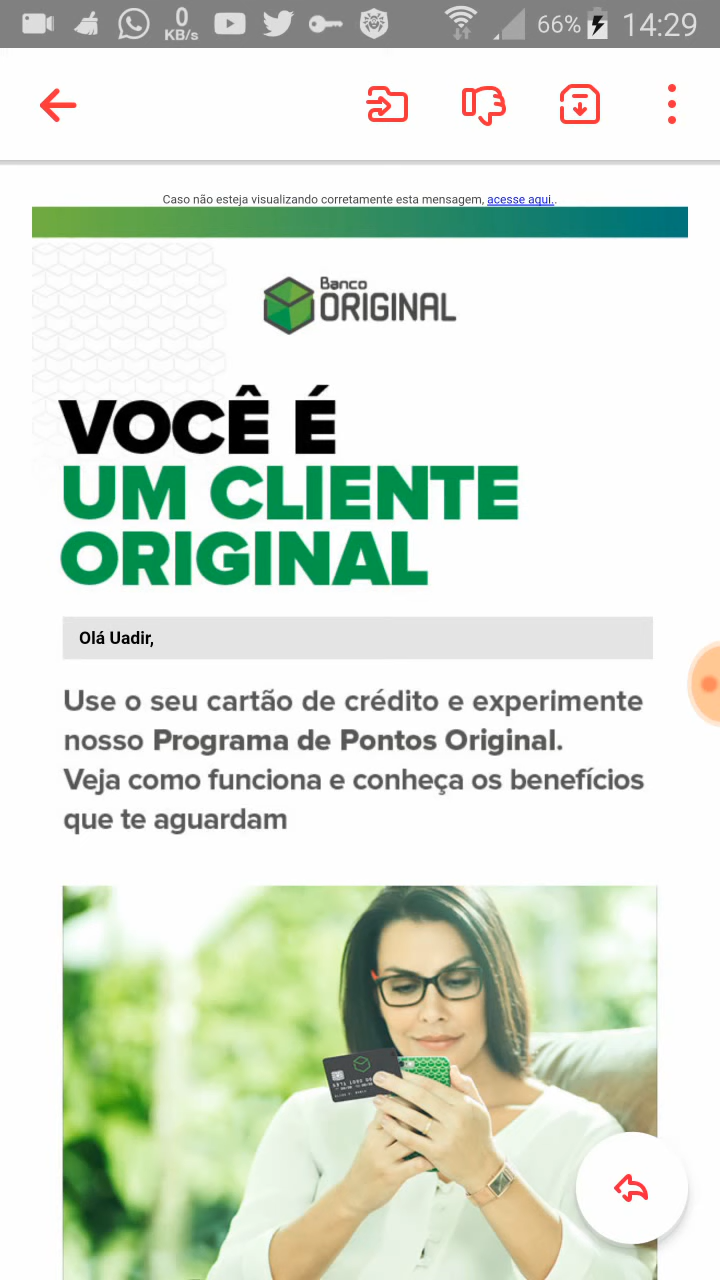 0
KB/s
66%
14:29
Caso não esteja visualizando corretamente esta mensagem, acesse aqui..
Banco
ORIGINAL
VOCÊ É
UM CLIENTE
ORIGINAL
Olá Uadir,
Use o seu cartão de crédito e experimente
nosso Programa de Pontos Original.
Veja como funciona e conheça os benefícios
que te aguardam